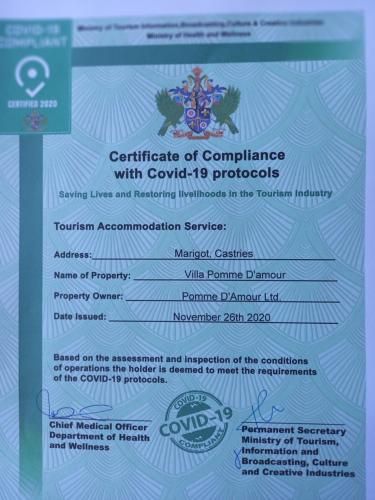 COVID-19
COMPLIANT
CERTIFIED 2020
Ministry of Tourism Information, Broadcasting, Culture & Creative Industries
Ministry of Health and Wellness
Certificate of Compliance
with Covid-19 protocols
Saving Lives and Restoring livelihoods in the Tourism Industry
Tourism Accommodation Service:
Address: Marigot, Castries
Name of Property: Villa Pomme D'amour
Property Owner: Pomme D'Amour Ltd.
Date Issued: November 26th 2020
Based on the assessment and inspection of the conditions
of operations the holder is deemed to meet the requirements
of the COVID-19 protocols.
Chief Medical Officer
Department of Health
and Wellness
COVID-19
COMPLIANT
Permanent Secretary
Ministry of Tourism,
Information and
Broadcasting, Culture
and Creative Industries